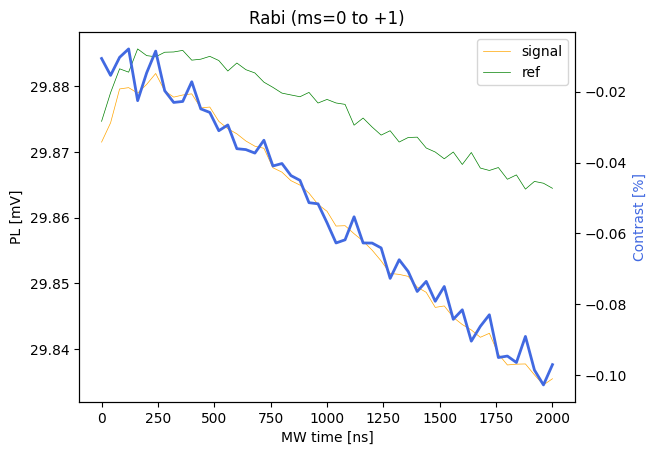 Rabi (ms=0 to +1)
signal
ref
29.88
29.87
29.86
29.85
29.84
PL [mV]
−0.02
−0.04
−0.06
−0.08
−0.10
Contrast [%]
0 250 500 750 1000 1250 1500 1750 2000
MW time [ns]